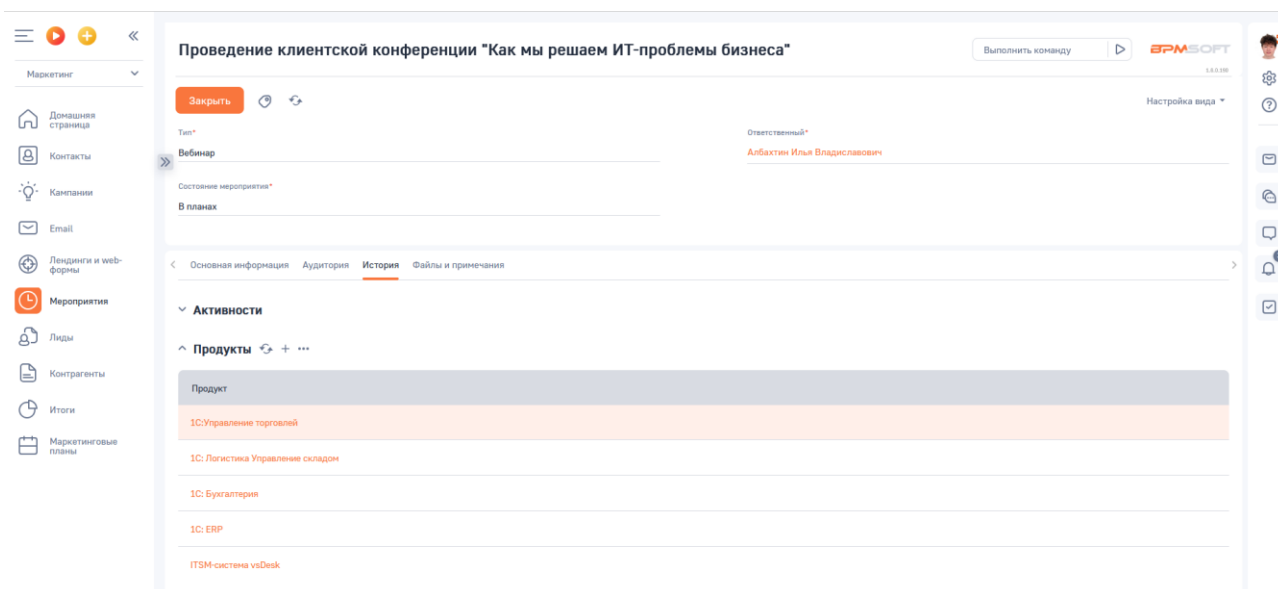 Проведение клиентской конференции "Как мы решаем ИТ-проблемы бизнеса"
Выполнить команду
BPMSOFT
Маркетинг
Закрыть
Настройка вида
Домашняя
страница
Контакты
Кампании
Email
Лендинги и web-
формы
Мероприятия
Лиды
Контрагенты
Итоги
Маркетинговые
планы
Тип*
Вебинар
Ответственный*
Албахтин Илья Владиславович
Состояние мероприятия*
В планах
Основная информация Аудитория История Файлы и примечания
Активности
Продукты
Продукт
1С:Управление торговлей
1С: Логистика Управление складом
1С: Бухгалтерия
1С: ERP
ITSM-система vsDesk